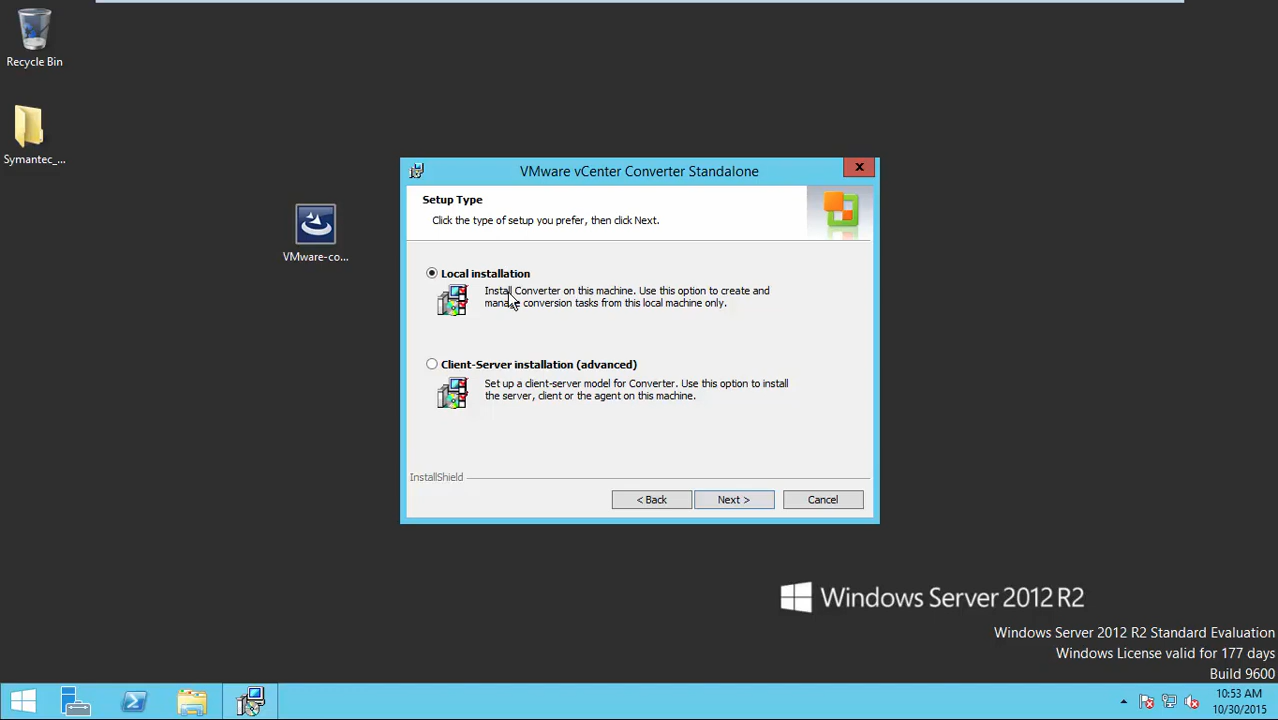 Recycle Bin
Symantec_...
VMware-co...
VMware vCenter Converter Standalone
x
Setup Type
Click the type of setup you prefer, then click Next.
Local installation
Install Converter on this machine. Use this option to create and
manage conversion tasks from this local machine only.
Client-Server installation (advanced)
Set up a client-server model for Converter. Use this option to install
the server, client or the agent on this machine.
InstallShield
< Back
Next >
Cancel
Windows Server 2012 R2
Windows Server 2012 R2 Standard Evaluation
Windows License valid for 177 days
Build 9600
10:53 AM
10/30/2015